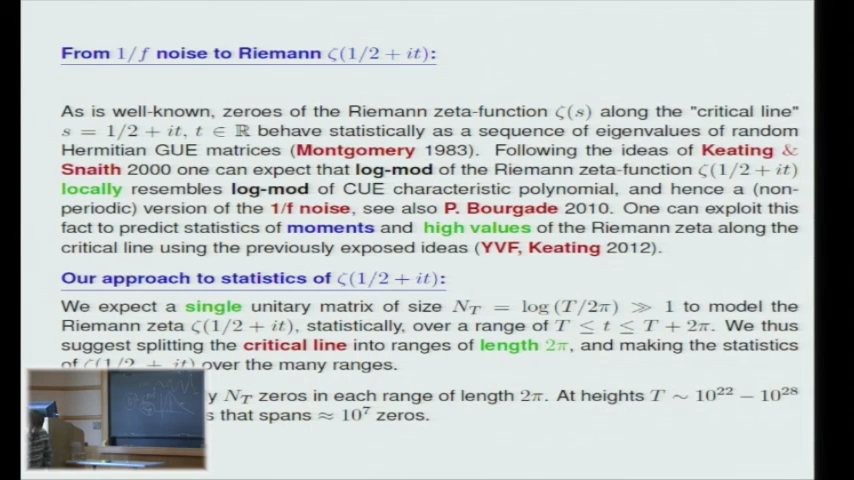 From 1/f noise to Riemann ζ(1/2 + it):
As is well-known, zeroes of the Riemann zeta-function ζ(s) along the "critical line"
s = 1/2 + it, t ∈ ℝ behave statistically as a sequence of eigenvalues of random
Hermitian GUE matrices (Montgomery 1983). Following the ideas of Keating &
Snaith 2000 one can expect that log-mod of the Riemann zeta-function ζ(1/2 + it)
locally resembles log-mod of CUE characteristic polynomial, and hence a (non-
periodic) version of the 1/f noise, see also P. Bourgade 2010. One can exploit this
fact to predict statistics of moments and high values of the Riemann zeta along the
critical line using the previously exposed ideas (YVF, Keating 2012).
Our approach to statistics of ζ(1/2 + it):
We expect a single unitary matrix of size N_T = log (T/2π) ≫ 1 to model the
Riemann zeta ζ(1/2 + it), statistically, over a range of T ≤ t ≤ T + 2π. We thus
suggest splitting the critical line into ranges of length 2π, and making the statistics
of ζ(1/2 + it) over the many ranges.
N_T zeros in each range of length 2π. At heights T ∼ 10²² − 10²⁸
that spans ≈ 10⁷ zeros.